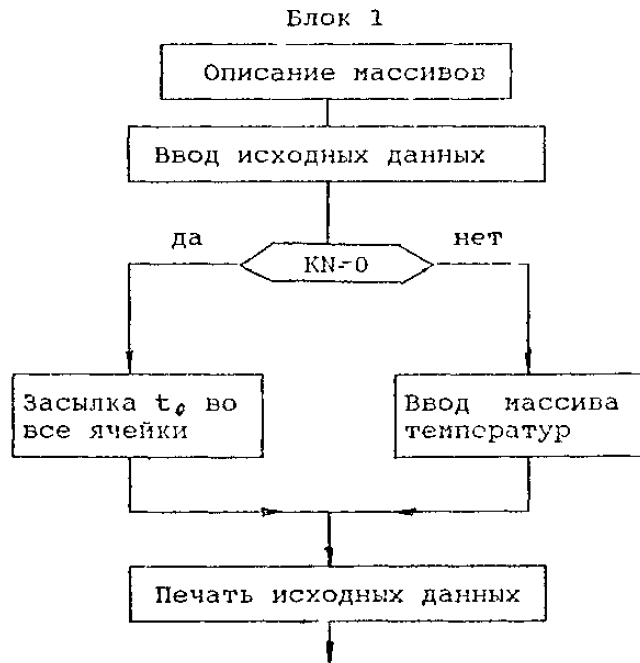 Блок 1
Описание массивов
Ввод исходных данных
да
нет
KN=0
Засылка t₀ во
все ячейки
Ввод массива
температур
Печать исходных данных